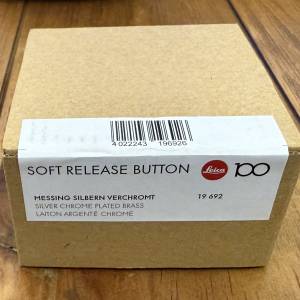 4 022243 196926
SOFT RELEASE BUTTON Leica 100
MESSING SILBERN VERCHROMT 19 692
SILVER CHROME PLATED BRASS
LAITON ARGENTÉ CHROMÉ